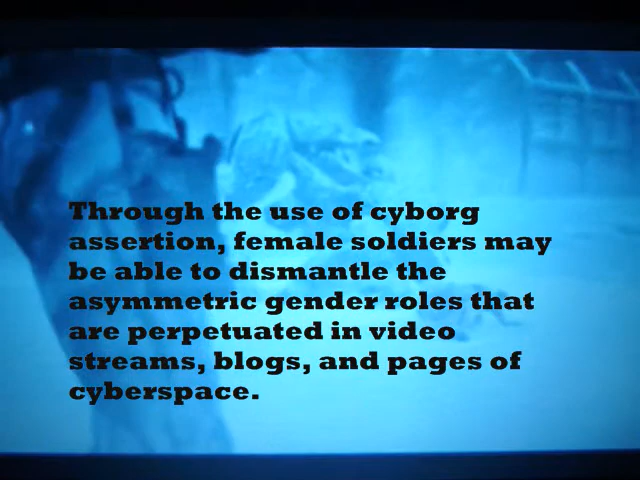 Through the use of cyborg
assertion, female soldiers may
be able to dismantle the
asymmetric gender roles that
are perpetuated in video
streams, blogs, and pages of
cyberspace.